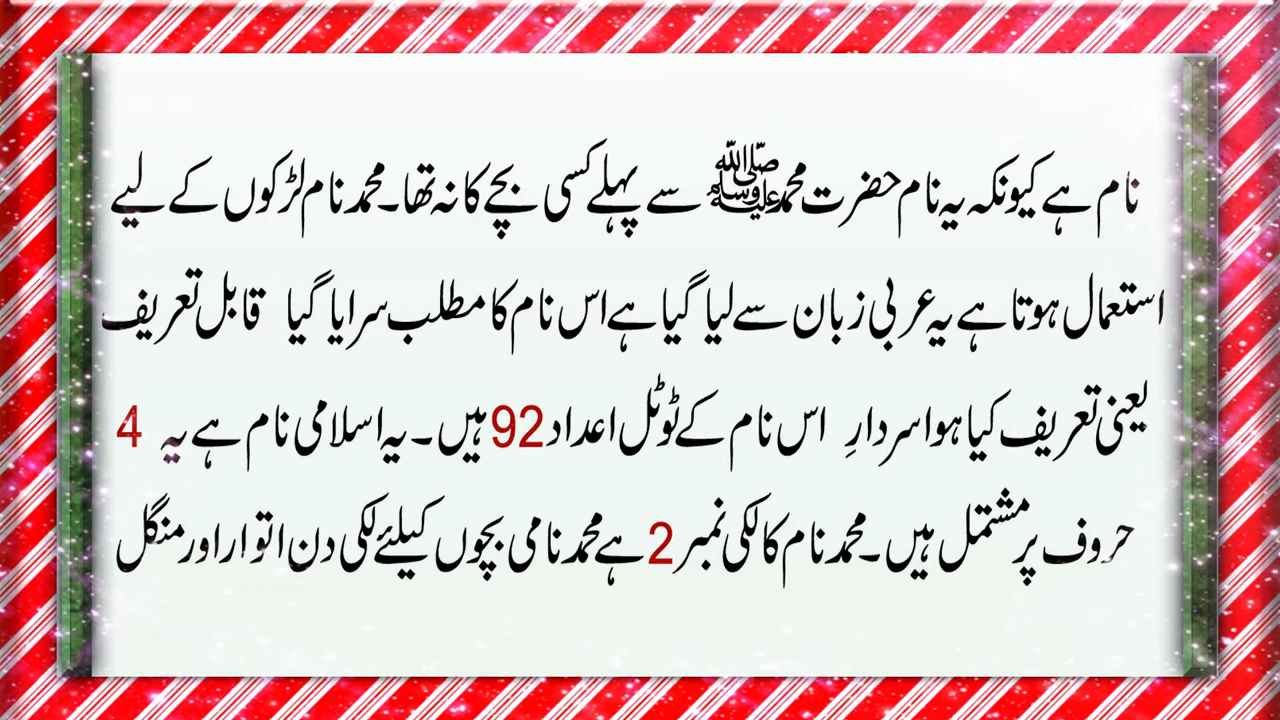 نام ہے کیونکہ یہ نام حضرت محمدﷺ سے پہلے کسی بچے کا نہ تھا۔ محمد نام لڑکوں کے لیے
استعمال ہوتا ہے یہ عربی زبان سے لیا گیا ہے اس نام کا مطلب سرایا گیا قابل تعریف
یعنی تعریف کیا ہوا سردارِ اس نام کے ٹوٹل اعداد 92 ہیں۔ یہ اسلامی نام ہے یہ 4
حروف پر مشتمل ہیں۔ محمد نام کا لکی نمبر 2 ہے محمد نامی بچوں کیلئے لکی دن اتوار اور منگل